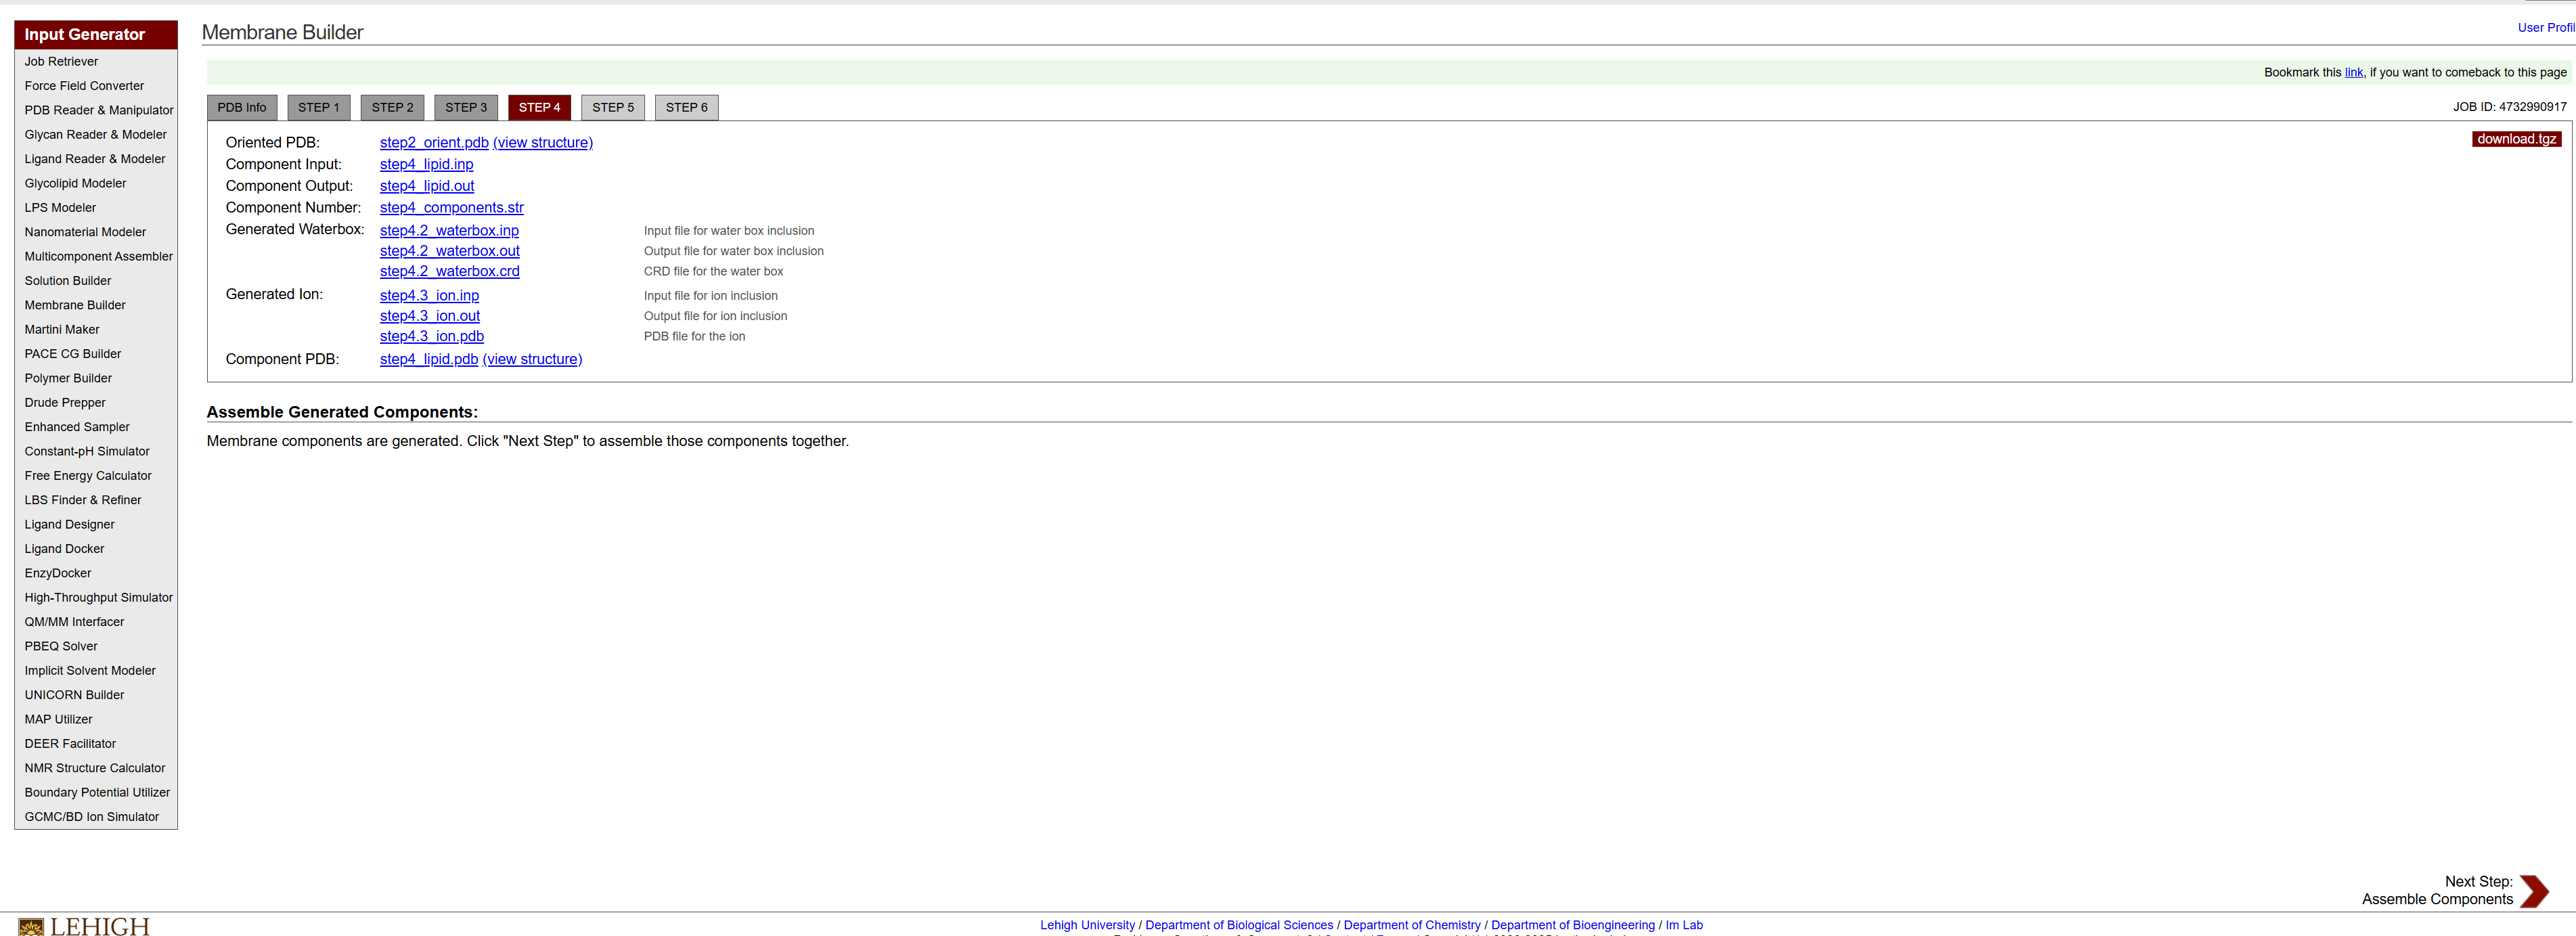 Input Generator
Job Retriever
Force Field Converter
PDB Reader & Manipulator
Glycan Reader & Modeler
Ligand Reader & Modeler
Glycolipid Modeler
LPS Modeler
Nanomaterial Modeler
Multicomponent Assembler
Solution Builder
Membrane Builder
Martini Maker
PACE CG Builder
Polymer Builder
Drude Prepper
Enhanced Sampler
Constant-pH Simulator
Free Energy Calculator
LBS Finder & Refiner
Ligand Designer
Ligand Docker
EnzyDocker
High-Throughput Simulator
QM/MM Interfacer
PBEQ Solver
Implicit Solvent Modeler
UNICORN Builder
MAP Utilizer
DEER Facilitator
NMR Structure Calculator
Boundary Potential Utilizer
GCMC/BD Ion Simulator
Membrane Builder
User Profil
Bookmark this link, if you want to comeback to this page
PDB Info STEP 1 STEP 2 STEP 3 STEP 4 STEP 5 STEP 6
JOB ID: 4732990917
download.tgz
Oriented PDB: step2_orient.pdb (view structure)
Component Input: step4_lipid.inp
Component Output: step4_lipid.out
Component Number: step4_components.str
Generated Waterbox: step4.2_waterbox.inp Input file for water box inclusion
step4.2_waterbox.out Output file for water box inclusion
step4.2_waterbox.crd CRD file for the water box
Generated Ion: step4.3_ion.inp Input file for ion inclusion
step4.3_ion.out Output file for ion inclusion
step4.3_ion.pdb PDB file for the ion
Component PDB: step4_lipid.pdb (view structure)
Assemble Generated Components:
Membrane components are generated. Click "Next Step" to assemble those components together.
Next Step:
Assemble Components
LEHIGH
Lehigh University / Department of Biological Sciences / Department of Chemistry / Department of Bioengineering / Im Lab